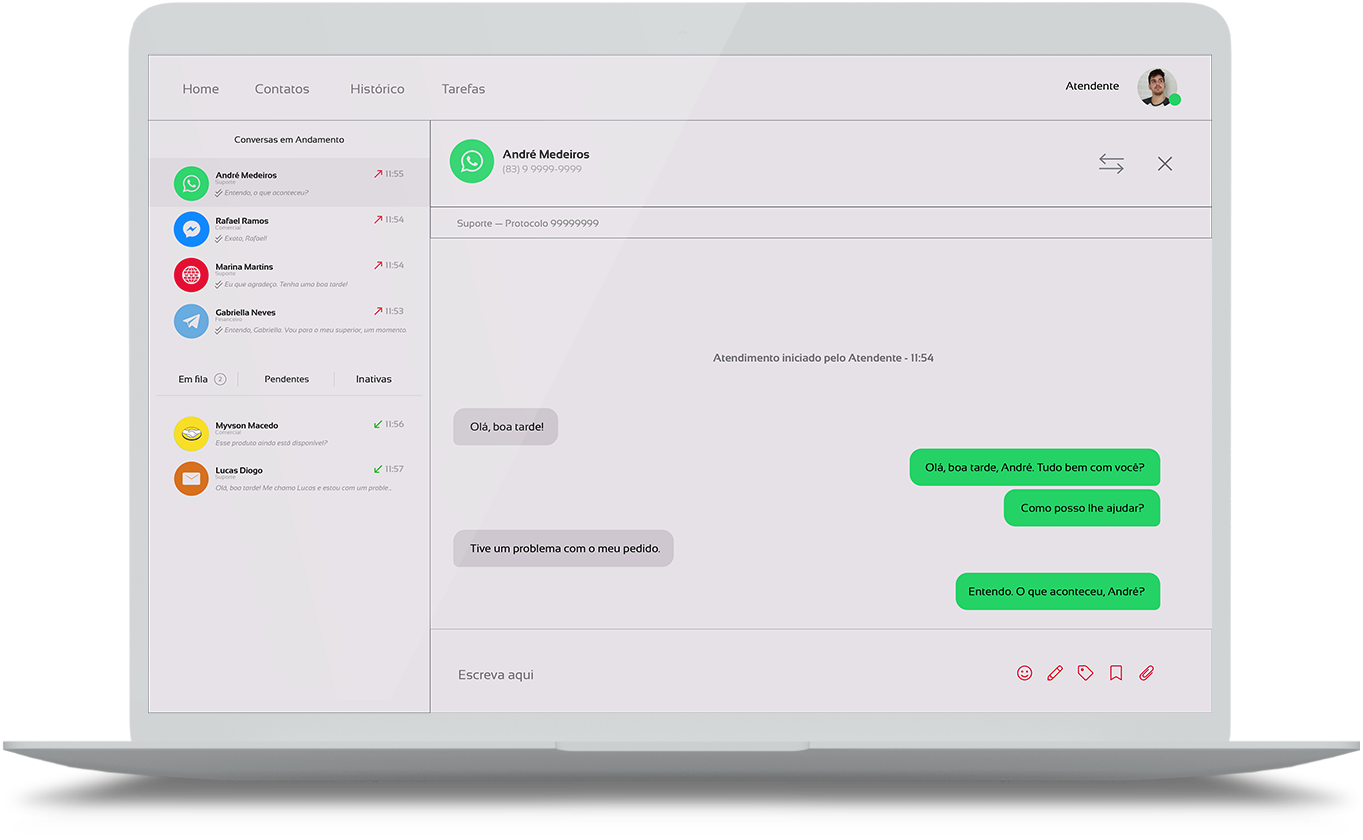 Home Contatos Histórico Tarefas
Atendente
Conversas em Andamento
André Medeiros 11:55
Suporte
Entendo, o que aconteceu?
Rafael Ramos 11:54
Comercial
Exato, Rafael!
Marina Martins 11:54
Suporte
Eu que agradeço. Tenha uma boa tarde!
Gabriella Neves 11:53
Financeiro
Entendo, Gabriella. Vou para o meu superior, um momento.
Em fila 2 Pendentes Inativas
Myvson Macedo 11:56
Comercial
Esse produto ainda está disponível?
Lucas Diogo 11:57
Suporte
Olá, boa tarde! Me chamo Lucas e estou com um proble...
André Medeiros
(83) 9 9999-9999
Suporte — Protocolo 99999999
Atendimento iniciado pelo Atendente - 11:54
Olá, boa tarde!
Olá, boa tarde, André. Tudo bem com você?
Como posso lhe ajudar?
Tive um problema com o meu pedido.
Entendo. O que aconteceu, André?
Escreva aqui